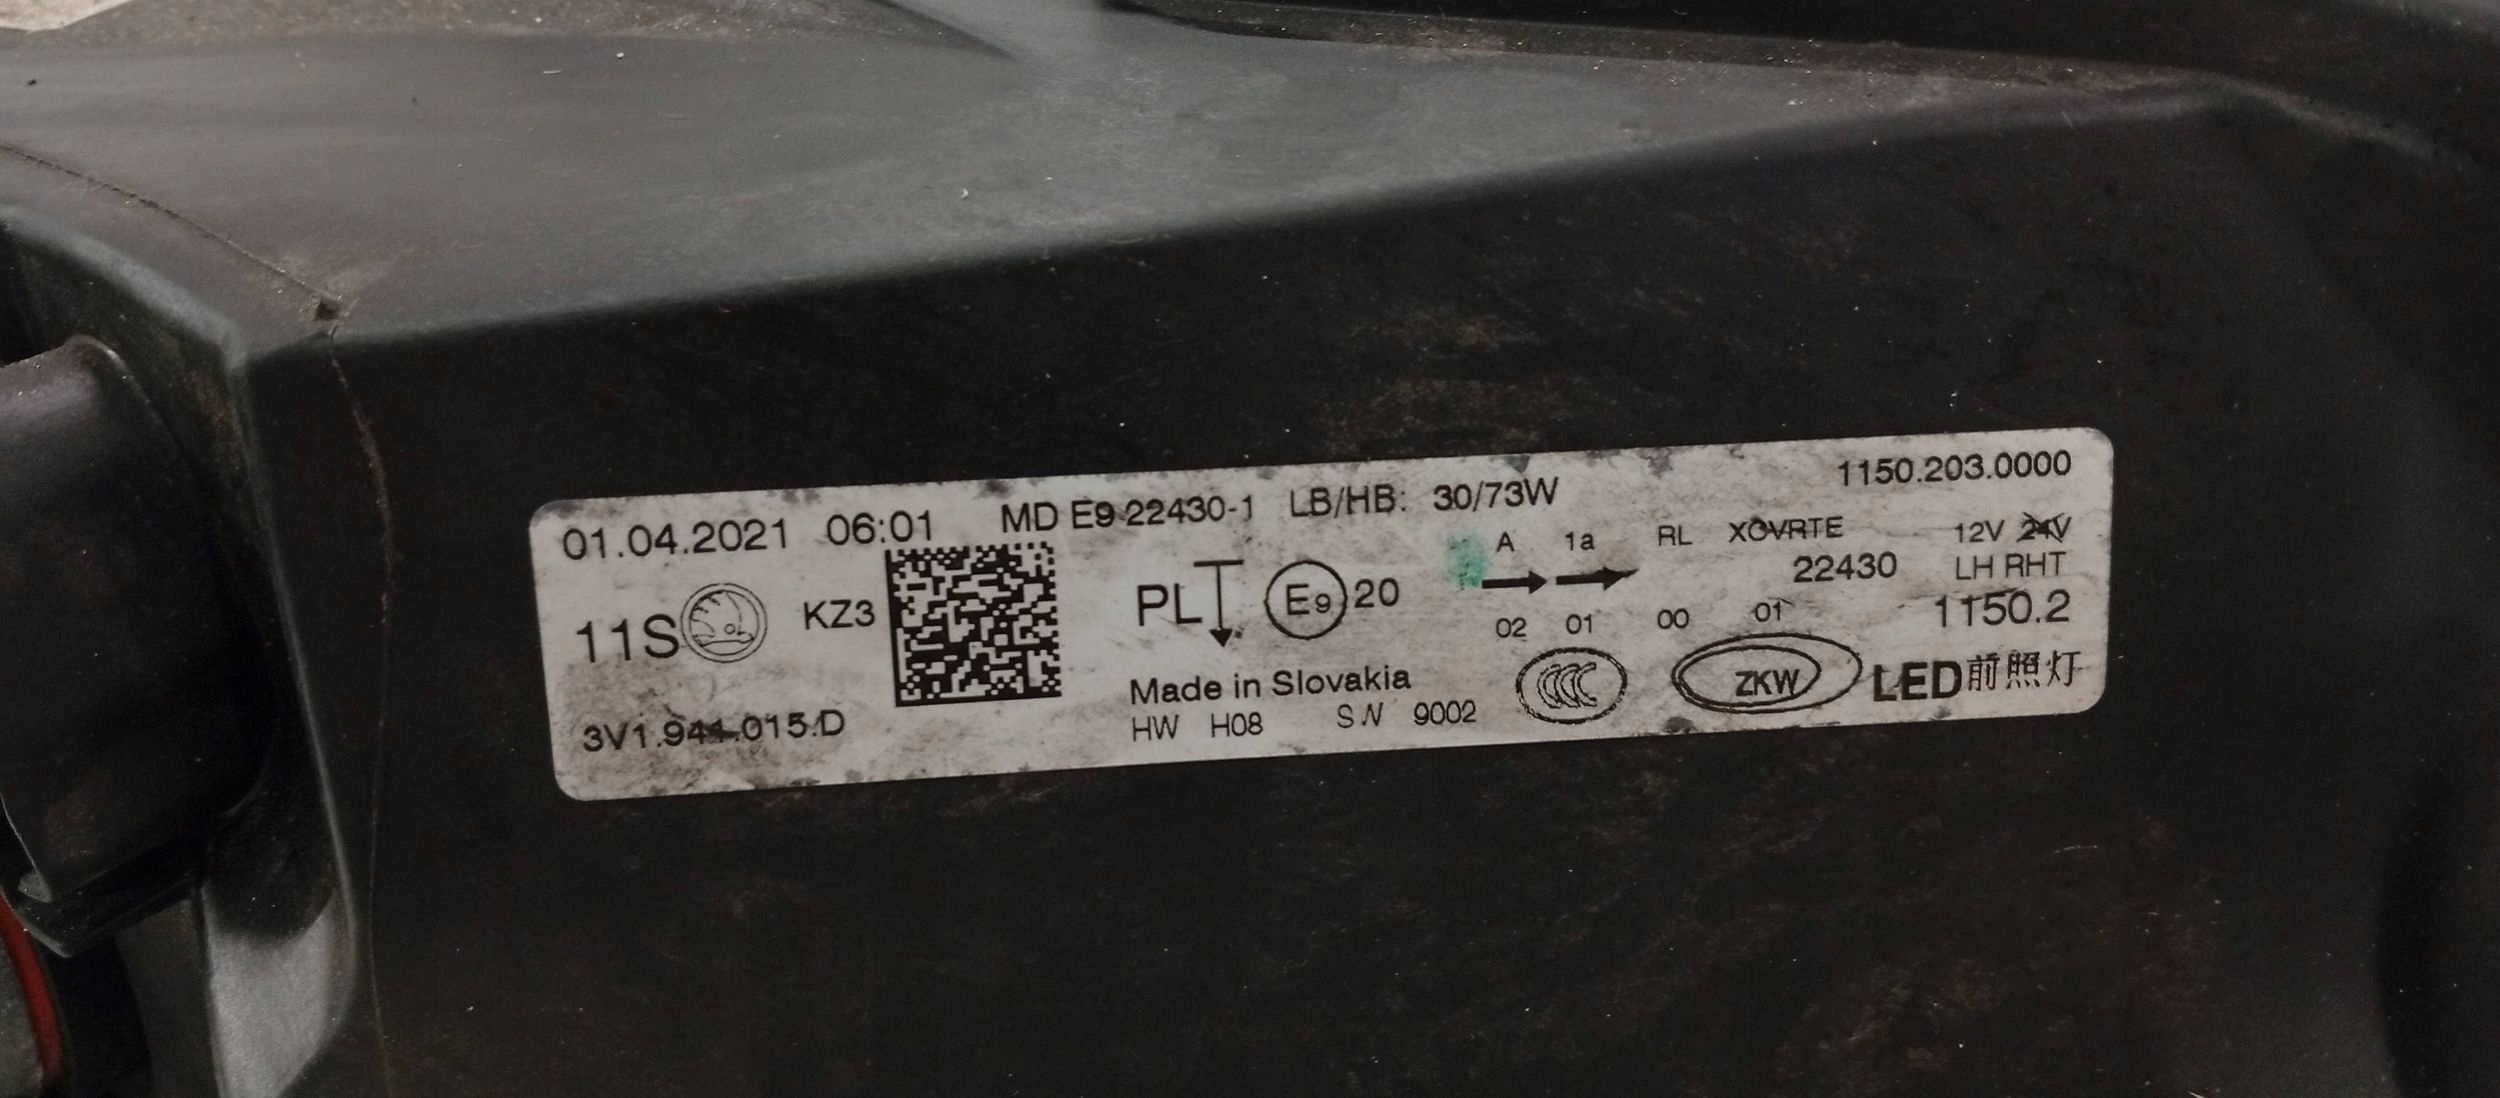 1150.203.0000
01.04.2021 06:01 MD E9 22430-1 LB/HB: 30/73W
A 1a RL XCVRTE 12V 24V
22430 LH RHT
11S KZ3 PL E9 20 1150.2
02 01 00 01
Made in Slovakia CCC ZKW LED前照灯
3V1.941.015.D HW H08 SW 9002